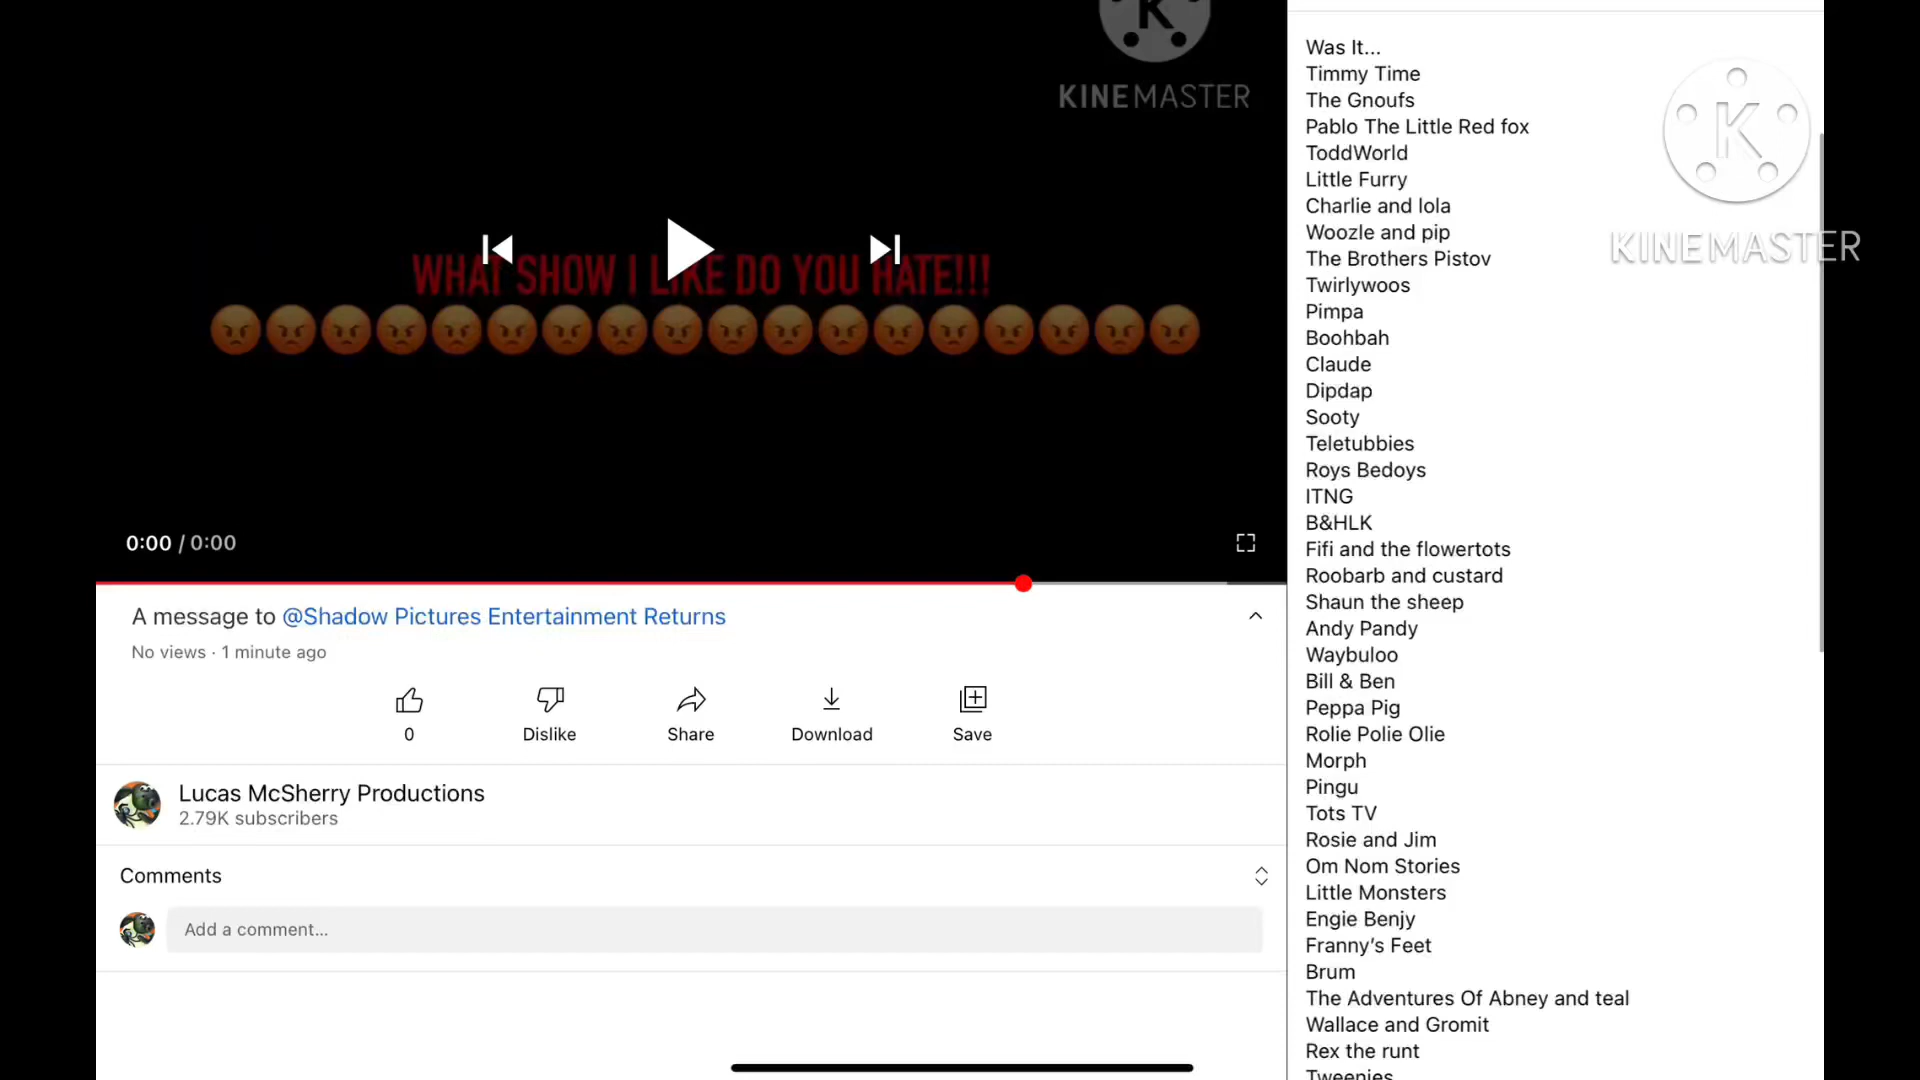 K
KINEMASTER
WHAT SHOW I LIKE DO YOU HATE!!!
0:00 / 0:00
A message to @Shadow Pictures Entertainment Returns
No views · 1 minute ago
0
Dislike
Share
Download
Save
Lucas McSherry Productions
2.79K subscribers
Comments
Add a comment...
Was It...
Timmy Time
The Gnoufs
Pablo The Little Red fox
ToddWorld
Little Furry
Charlie and lola
Woozle and pip
The Brothers Pistov
Twirlywoos
Pimpa
Boohbah
Claude
Dipdap
Sooty
Teletubbies
Roys Bedoys
ITNG
B&HLK
Fifi and the flowertots
Roobarb and custard
Shaun the sheep
Andy Pandy
Waybuloo
Bill & Ben
Peppa Pig
Rolie Polie Olie
Morph
Pingu
Tots TV
Rosie and Jim
Om Nom Stories
Little Monsters
Engie Benjy
Franny’s Feet
Brum
The Adventures Of Abney and teal
Wallace and Gromit
Rex the runt
Tweenies
K
KINEMASTER